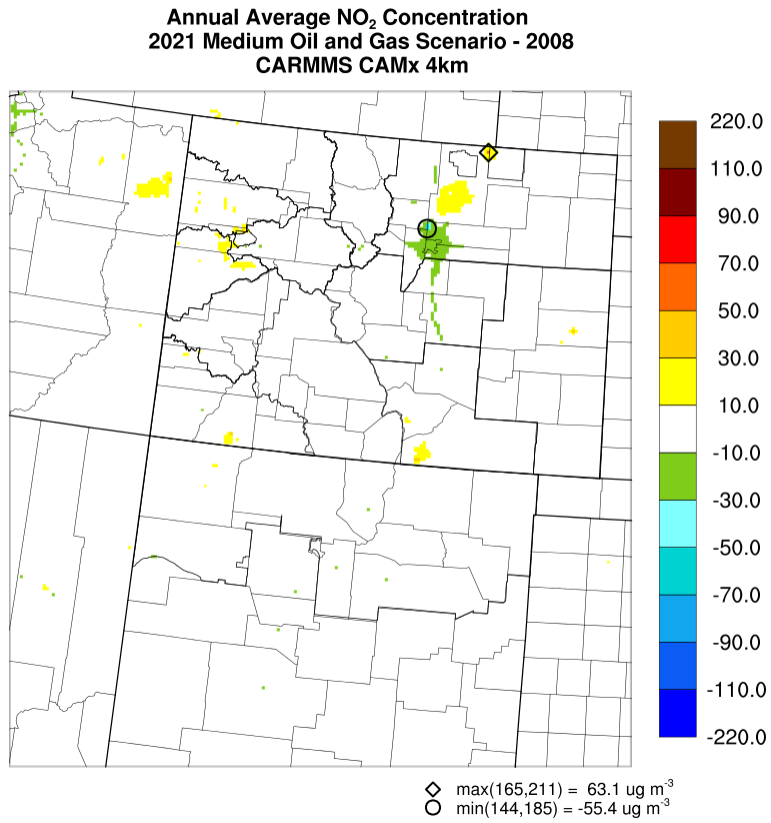 Annual Average NO₂ Concentration
2021 Medium Oil and Gas Scenario - 2008
CARMMS CAMx 4km
220.0
110.0
90.0
70.0
50.0
30.0
10.0
-10.0
-30.0
-50.0
-70.0
-90.0
-110.0
-220.0
max(165,211) = 63.1 ug m⁻³
min(144,185) = -55.4 ug m⁻³